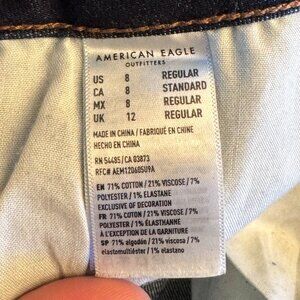 AMERICAN EAGLE
OUTFITTERS
US 8 REGULAR
CA 8 STANDARD
MX 8 REGULAR
UK 12 REGULAR
MADE IN CHINA / FABRIQUÉ EN CHINE
HECHO EN CHINA
RN 54485/CA 03873
RFC# AEM120605U9A
EN 71% COTTON / 21% VISCOSE / 7%
POLYESTER / 1% ELASTANE
EXCLUSIVE OF DECORATION
FR 71% COTON / 21% VISCOSE / 7%
POLYESTER / 1% ÉLASTHANNE
À L'EXCEPTION DE LA GARNITURE
SP 71% algodón / 21% viscosa / 7%
elastomultiéster / 1% elastano